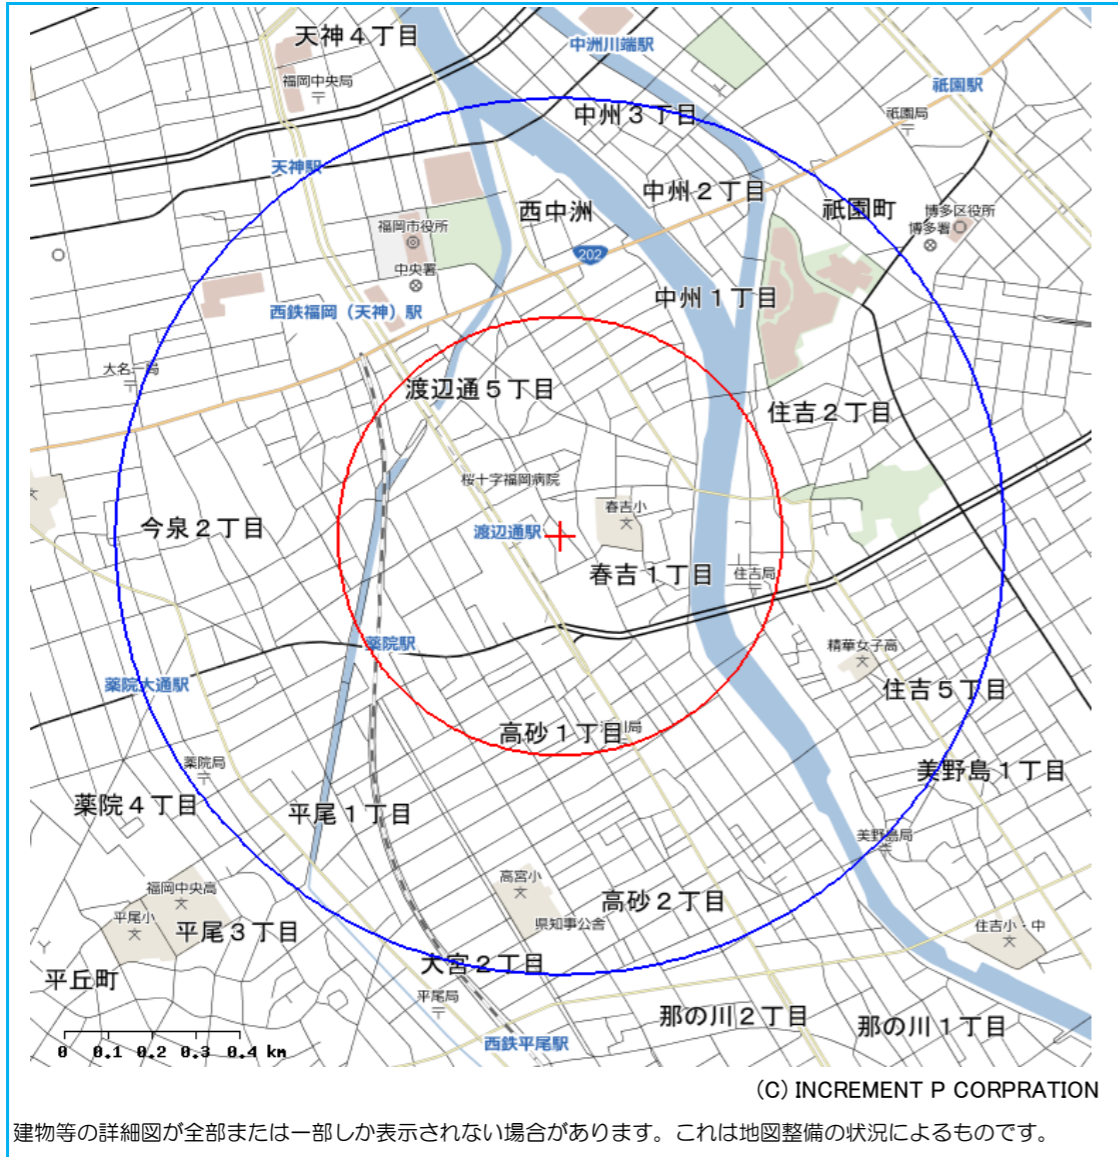 天神４丁目
中洲川端駅
福岡中央局
祇園駅
中州３丁目
祇園局
天神駅
中州２丁目
西中洲
祇園町
博多区役所
博多署
福岡市役所
202
中央署
中州１丁目
西鉄福岡（天神）駅
大名一局
渡辺通５丁目
住吉２丁目
桜十字福岡病院
春吉小
今泉２丁目
渡辺通駅
春吉１丁目
住吉局
薬院駅
精華女子高
薬院大通駅
住吉５丁目
高砂１丁目
局
薬院局
美野島１丁目
薬院４丁目
平尾１丁目
美野島局
高宮小
福岡中央高
高砂２丁目
平尾小
県知事公舎
住吉小・中
平尾３丁目
大宮２丁目
平丘町
平尾局
那の川２丁目
那の川１丁目
西鉄平尾駅
0 0.1 0.2 0.3 0.4 km
(C) INCREMENT P CORPRATION
建物等の詳細図が全部または一部しか表示されない場合があります。これは地図整備の状況によるものです。